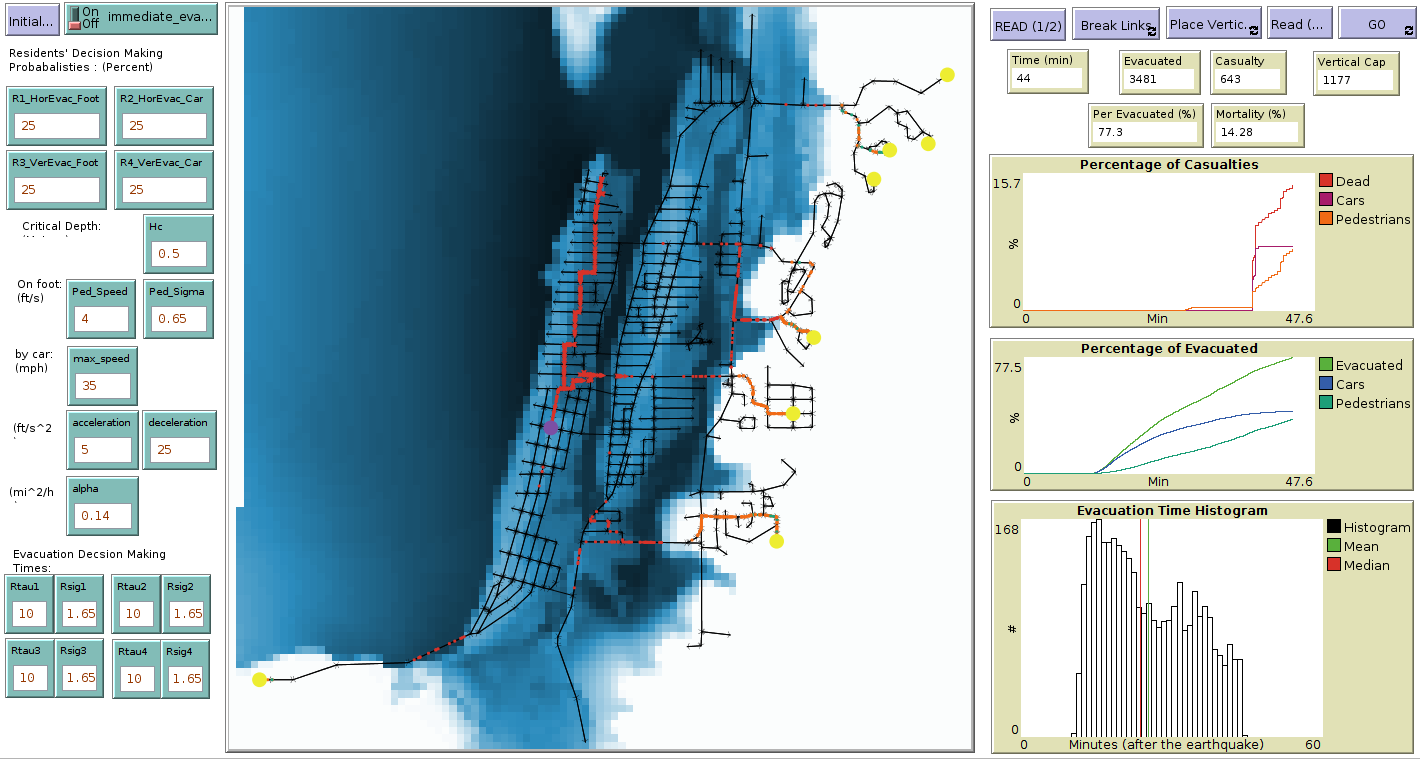 Initial...
On
Off
immediate_eva...
Residents' Decision Making
Probabalisties : (Percent)
R1_HorEvac_Foot
25
R2_HorEvac_Car
25
R3_VerEvac_Foot
25
R4_VerEvac_Car
25
Critical Depth:
Hc
0.5
On foot:
(ft/s)
Ped_Speed
4
Ped_Sigma
0.65
by car:
(mph)
max_speed
35
(ft/s^2
acceleration
5
deceleration
25
(mi^2/h
alpha
0.14
Evacuation Decsion Making
Times:
Rtau1
10
Rsig1
1.65
Rtau2
10
Rsig2
1.65
Rtau3
10
Rsig3
1.65
Rtau4
10
Rsig4
1.65
READ (1/2)
Break Links
Place Vertic...
Read (...
GO
Time (min)
44
Evacuated
3481
Casualty
643
Vertical Cap
1177
Per Evacuated (%)
77.3
Mortality (%)
14.28
Percentage of Casualties
15.7
%
0
0
Min
47.6
Dead
Cars
Pedestrians
Percentage of Evacuated
77.5
%
0
0
Min
47.6
Evacuated
Cars
Pedestrians
Evacuation Time Histogram
168
#
0
0
Minutes (after the earthquake)
60
Histogram
Mean
Median